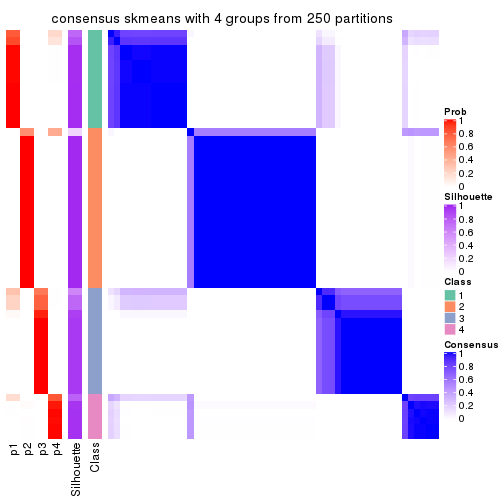 consensus skmeans with 4 groups from 250 partitions
Prob
1
0.8
0.6
0.4
0.2
0
Silhouette
1
0.8
0.6
0.4
0.2
0
Class
1
2
3
4
Consensus
1
0.8
0.6
0.4
0.2
0
p1
p2
p3
p4
Silhouette
Class